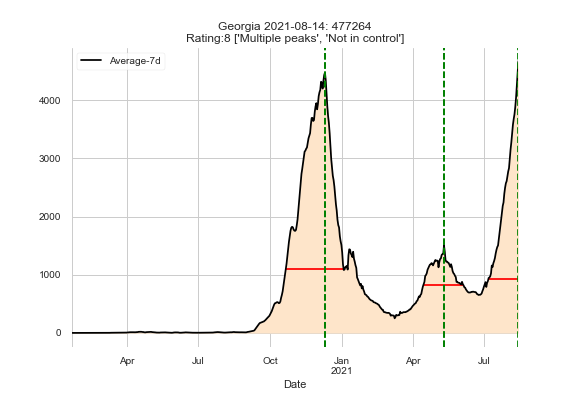 Georgia 2021-08-14: 477264
Rating:8 ['Multiple peaks', 'Not in control']
Average-7d
4000
3000
2000
1000
0
Apr
Jul
Oct
Jan
2021
Apr
Jul
Date